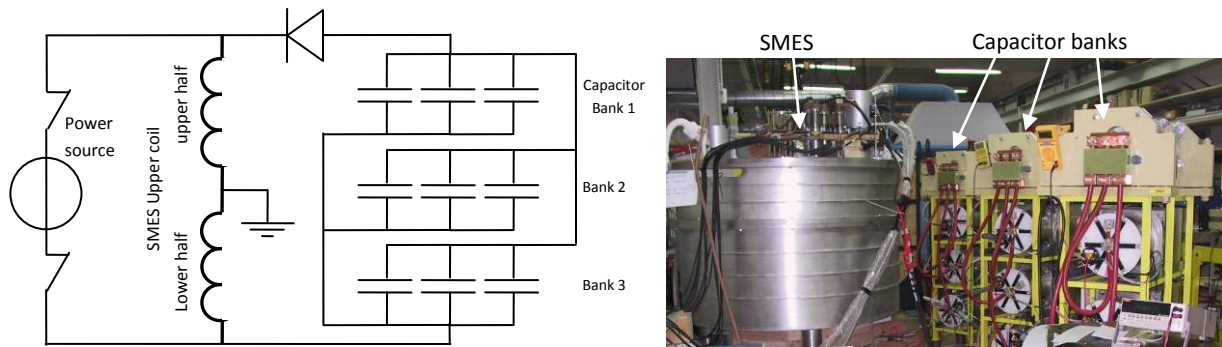 Power
source
SMES Upper coil
upper half
Lower half
Capacitor
Bank 1
Bank 2
Bank 3
SMES
Capacitor banks